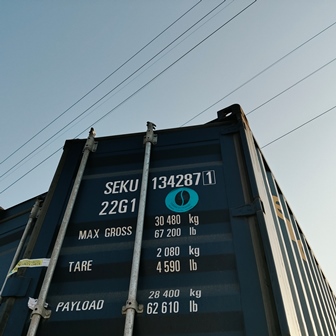 SEKU 134287 1
22G1
30 480 kg
MAX GROSS 67 200 lb
2 080 kg
TARE 4 590 lb
28 400 kg
PAYLOAD 62 610 lb